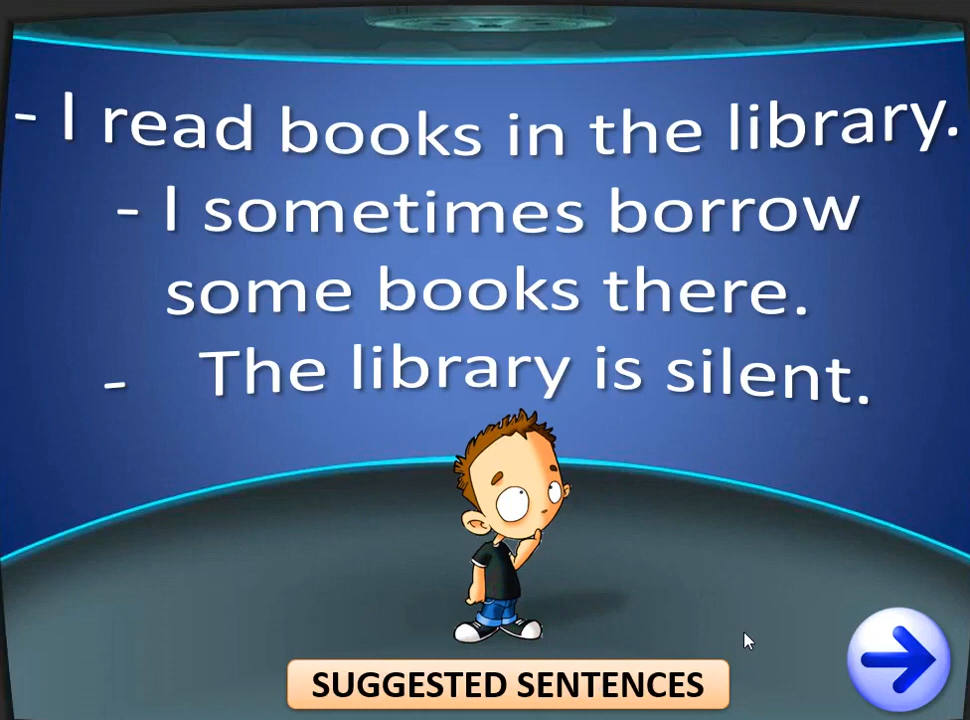 - I read books in the library.
- I sometimes borrow
some books there.
- The library is silent.
SUGGESTED SENTENCES